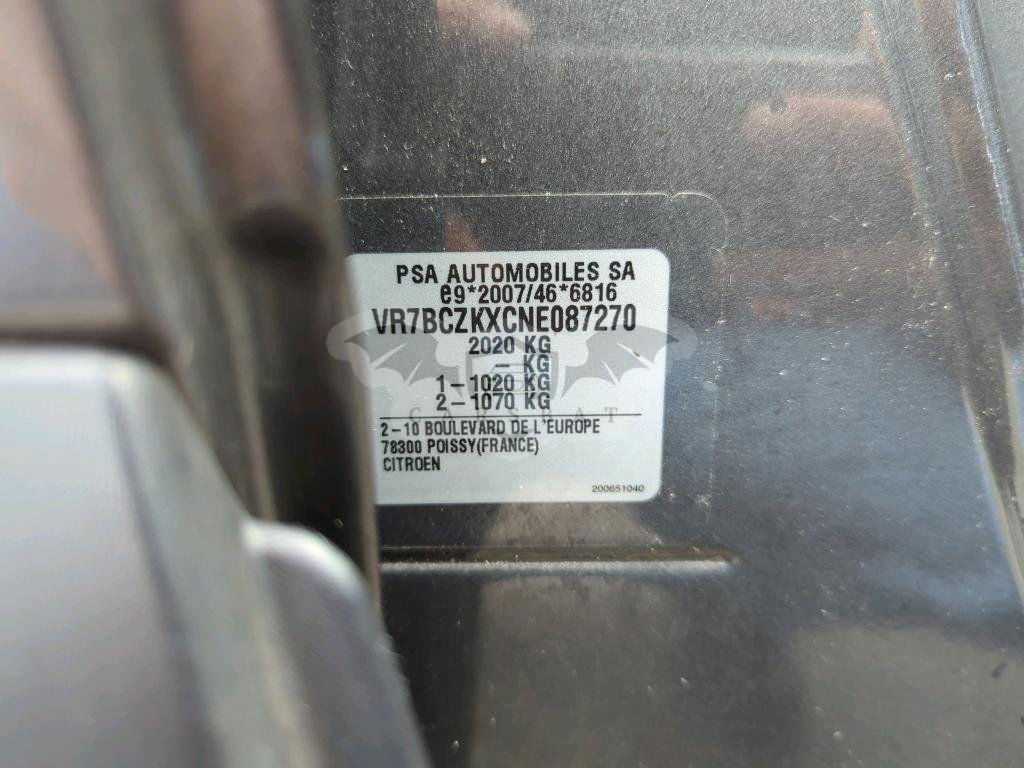 PSA AUTOMOBILES SA
e9*2007/46*6816
VR7BCZKXCNE087270
2020 KG
– KG
1–1020 KG
2–1070 KG
CARSBAT
2–10 BOULEVARD DE L'EUROPE
78300 POISSY(FRANCE)
CITROEN
200651040